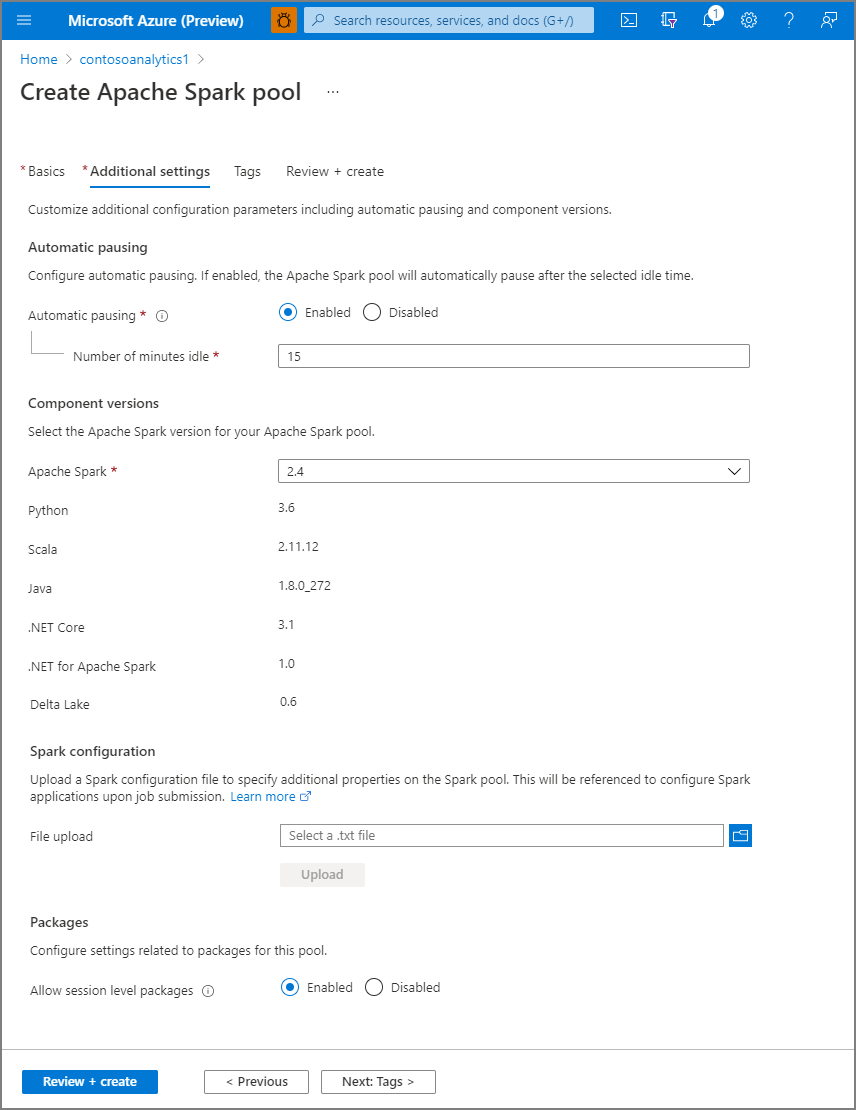 Microsoft Azure (Preview)
Search resources, services, and docs (G+/)
1
Home > contosoanalytics1 >
Create Apache Spark pool ...
* Basics * Additional settings Tags Review + create
Customize additional configuration parameters including automatic pausing and component versions.
Automatic pausing
Configure automatic pausing. If enabled, the Apache Spark pool will automatically pause after the selected idle time.
Automatic pausing * Enabled Disabled
Number of minutes idle * 15
Component versions
Select the Apache Spark version for your Apache Spark pool.
Apache Spark * 2.4
Python 3.6
Scala 2.11.12
Java 1.8.0_272
.NET Core 3.1
.NET for Apache Spark 1.0
Delta Lake 0.6
Spark configuration
Upload a Spark configuration file to specify additional properties on the Spark pool. This will be referenced to configure Spark
applications upon job submission. Learn more
File upload Select a .txt file
Upload
Packages
Configure settings related to packages for this pool.
Allow session level packages Enabled Disabled
Review + create < Previous Next: Tags >